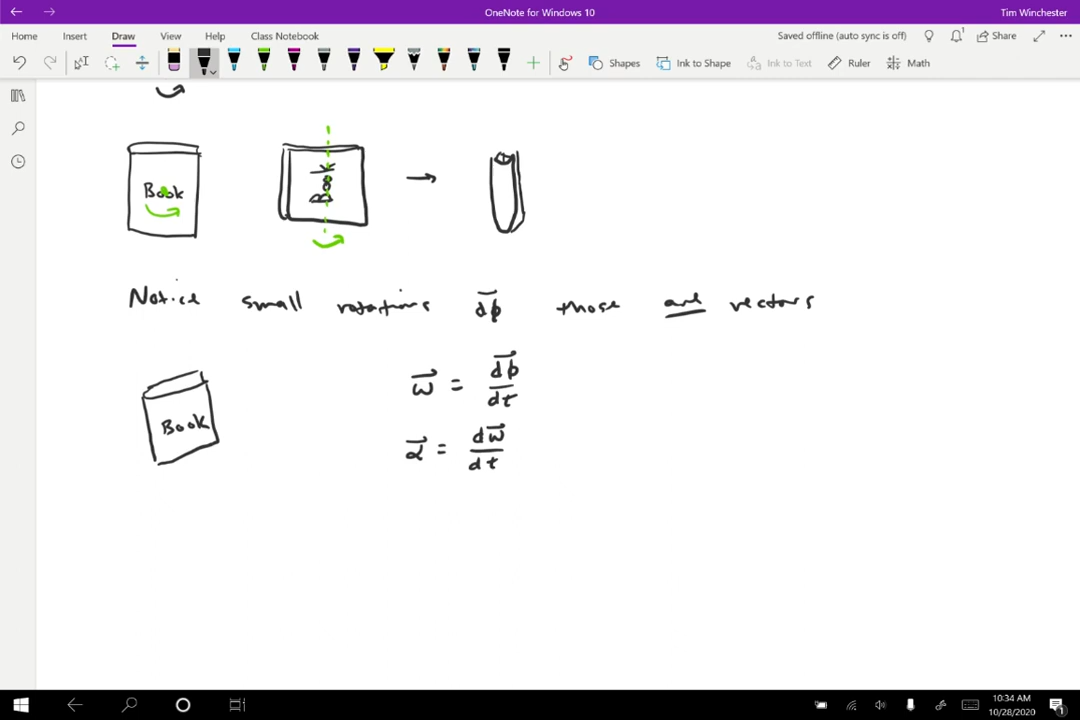 OneNote for Windows 10
Tim Winchester
Home Insert Draw View Help Class Notebook
Saved offline (auto sync is off) Share
Shapes Ink to Shape Ink to Text Ruler Math
Book Book
Notice small rotations dϕ those are vectors
Book
ω = dϕ/dt
α = dω/dt
10:34 AM
10/28/2020